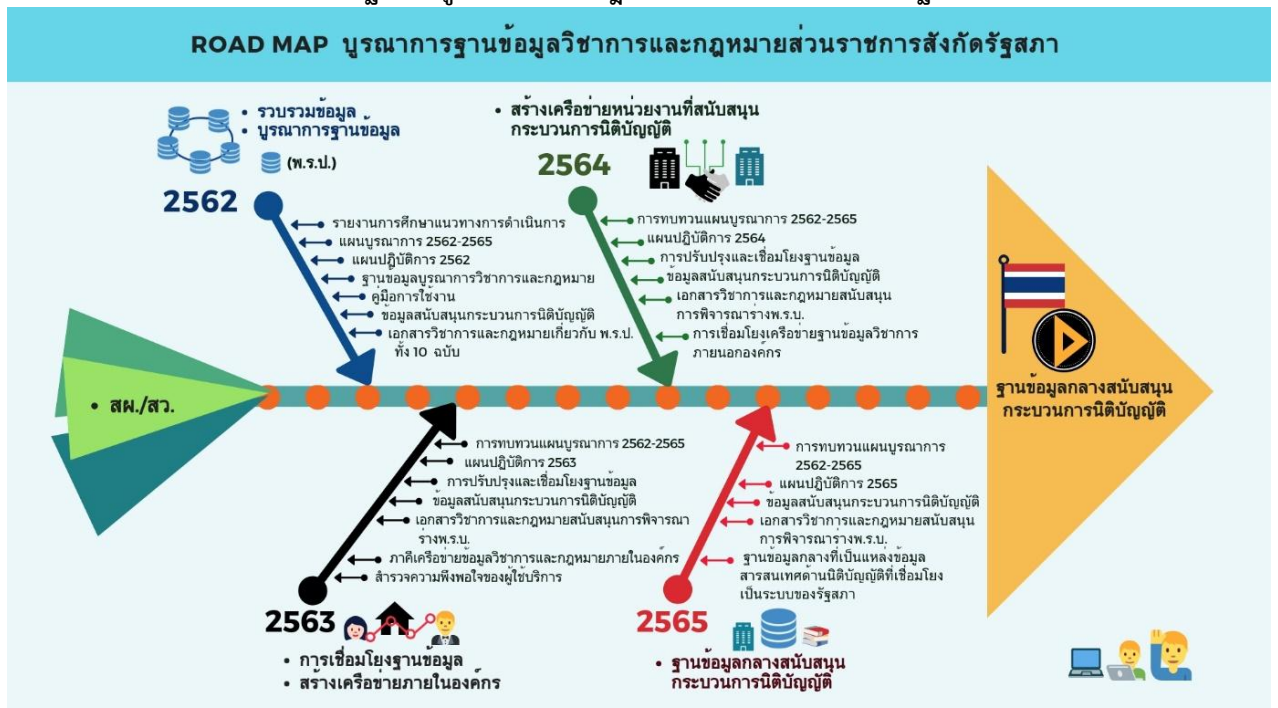 ROAD MAP บูรณาการฐานข้อมูลวิชาการและกฎหมายส่วนราชการสังกัดรัฐสภา
• รวบรวมข้อมูล
• บูรณาการฐานข้อมูล
(พ.ร.ป.)
2562
รายงานการศึกษาแนวทางการดำเนินการ
แผนบูรณาการ 2562-2565
แผนปฏิบัติการ 2562
ฐานข้อมูลบูรณาการวิชาการและกฎหมาย
คู่มือการใช้งาน
ข้อมูลสนับสนุนกระบวนการนิติบัญญัติ
เอกสารวิชาการและกฎหมายเกี่ยวกับ พ.ร.ป.
ทั้ง 10 ฉบับ
• สร้างเครือข่ายหน่วยงานที่สนับสนุน
กระบวนการนิติบัญญัติ
2564
การทบทวนแผนบูรณาการ 2562-2565
แผนปฏิบัติการ 2564
การปรับปรุงและเชื่อมโยงฐานข้อมูล
ข้อมูลสนับสนุนกระบวนการนิติบัญญัติ
เอกสารวิชาการและกฎหมายสนับสนุน
การพิจารณาร่างพ.ร.บ.
การเชื่อมโยงเครือข่ายฐานข้อมูลวิชาการ
ภายนอกองค์กร
• สผ./สว.
ฐานข้อมูลกลางสนับสนุน
กระบวนการนิติบัญญัติ
การทบทวนแผนบูรณาการ 2562-2565
แผนปฏิบัติการ 2563
การปรับปรุงและเชื่อมโยงฐานข้อมูล
ข้อมูลสนับสนุนกระบวนการนิติบัญญัติ
เอกสารวิชาการและกฎหมายสนับสนุนการพิจารณา
ร่างพ.ร.บ.
ภาคีเครือข่ายข้อมูลวิชาการและกฎหมายภายในองค์กร
สำรวจความพึงพอใจของผู้ใช้บริการ
2563
• การเชื่อมโยงฐานข้อมูล
• สร้างเครือข่ายภายในองค์กร
การทบทวนแผนบูรณาการ
2562-2565
แผนปฏิบัติการ 2565
ข้อมูลสนับสนุนกระบวนการนิติบัญญัติ
เอกสารวิชาการและกฎหมายสนับสนุน
การพิจารณาร่างพ.ร.บ.
ฐานข้อมูลกลางที่เป็นแหล่งข้อมูล
สารสนเทศด้านนิติบัญญัติที่เชื่อมโยง
เป็นระบบของรัฐสภา
2565
• ฐานข้อมูลกลางสนับสนุน
กระบวนการนิติบัญญัติ